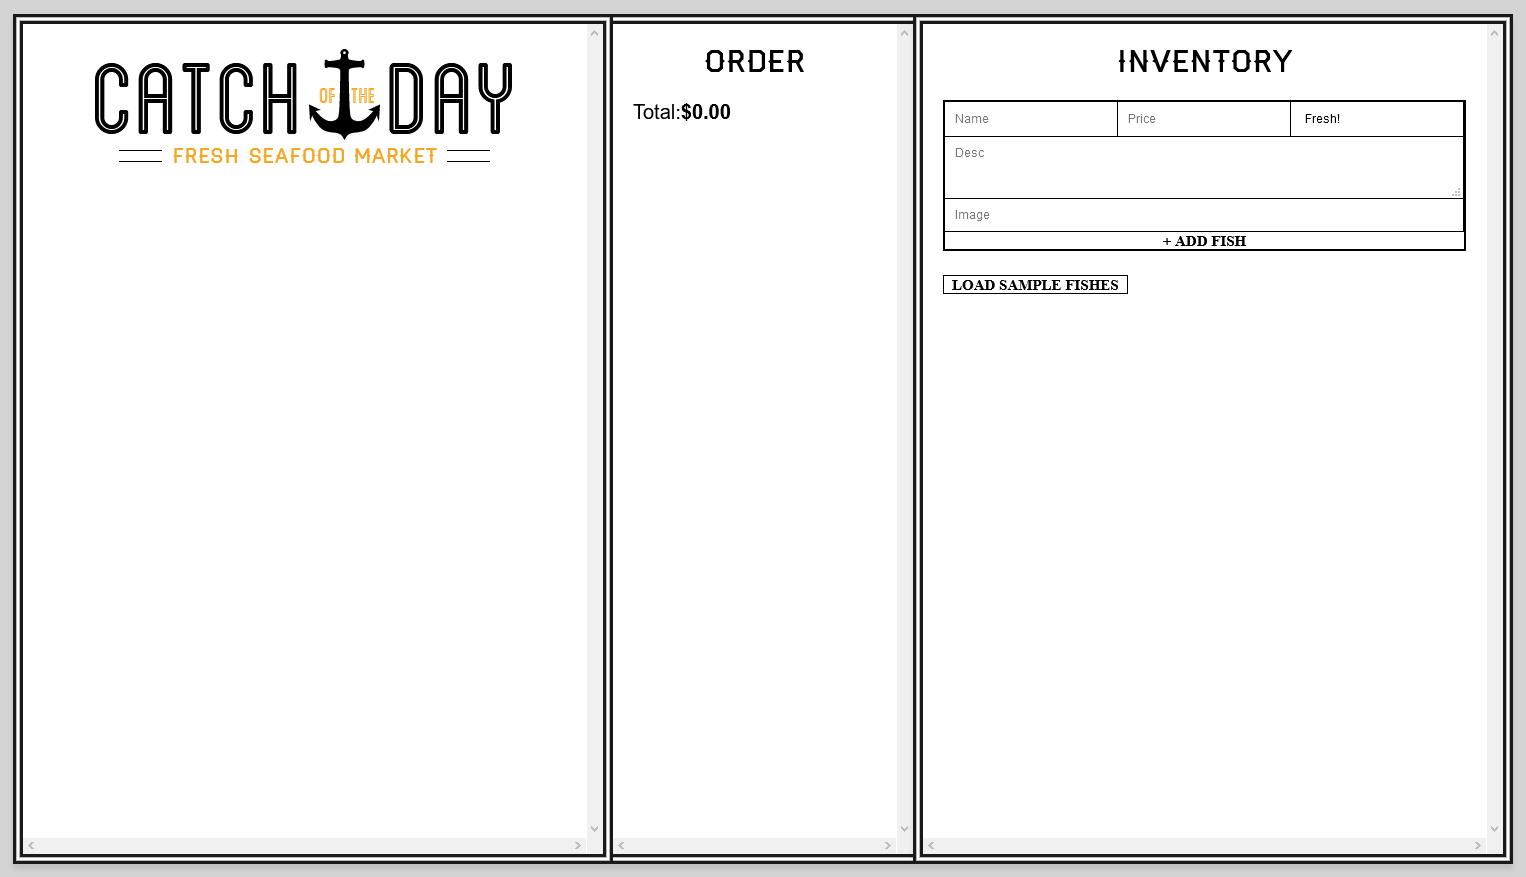 CATCH OF THE DAY
FRESH SEAFOOD MARKET
ORDER
Total:$0.00
INVENTORY
Name Price Fresh!
Desc
Image
+ ADD FISH
LOAD SAMPLE FISHES